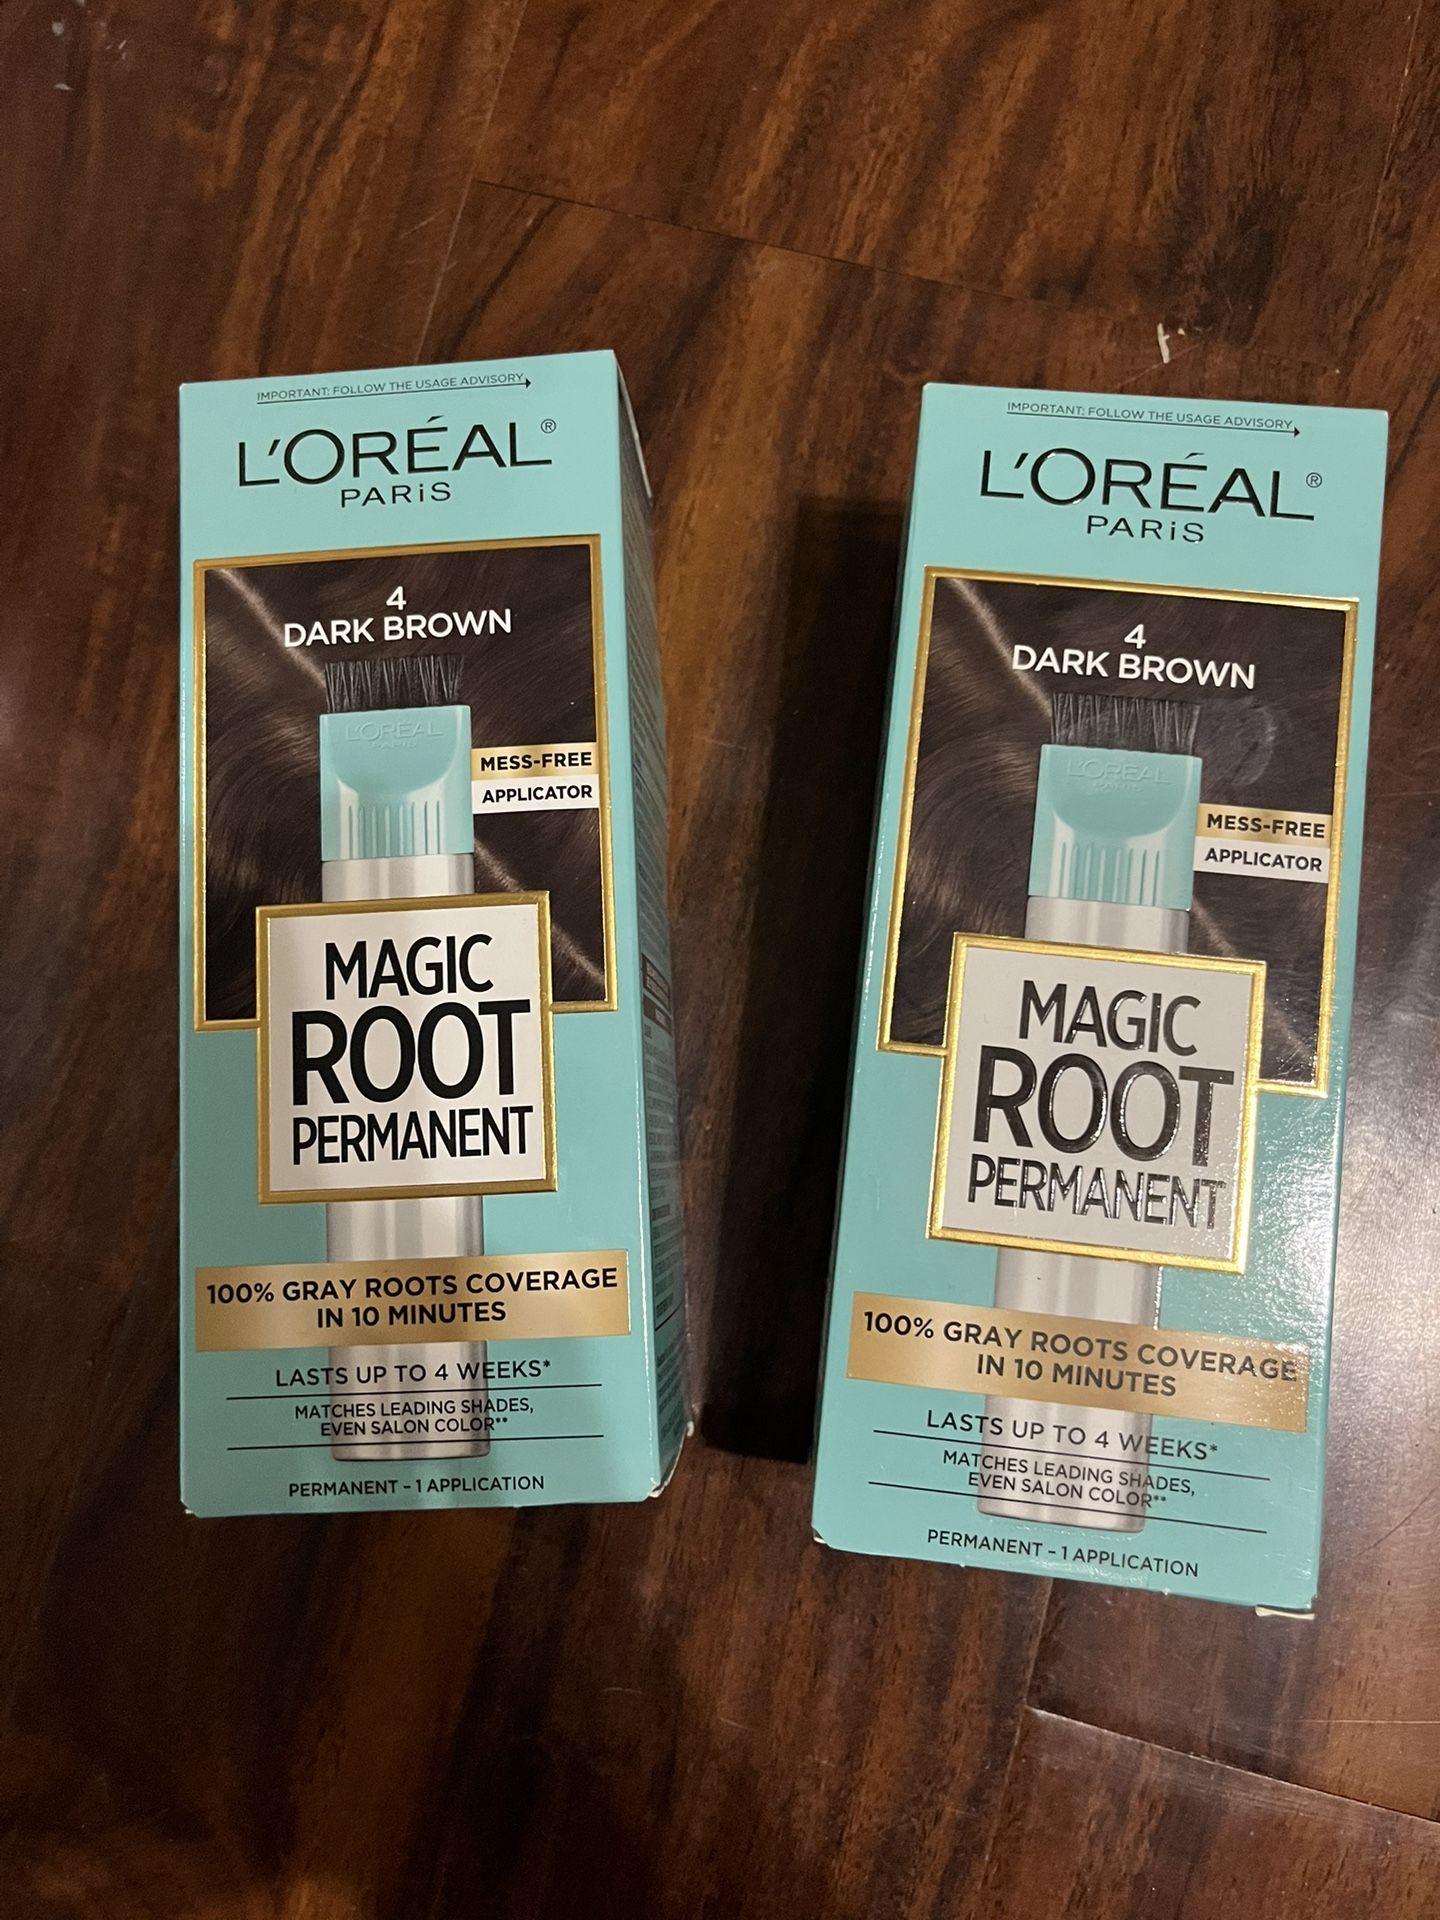 IMPORTANT: FOLLOW THE USAGE ADVISORY
L'ORÉAL®
PARiS
4
DARK BROWN
L'ORÉAL
PARIS
MESS-FREE
APPLICATOR
MAGIC
ROOT
PERMANENT
100% GRAY ROOTS COVERAGE
IN 10 MINUTES
LASTS UP TO 4 WEEKS*
MATCHES LEADING SHADES,
EVEN SALON COLOR**
PERMANENT – 1 APPLICATION
IMPORTANT: FOLLOW THE USAGE ADVISORY
L'ORÉAL®
PARiS
4
DARK BROWN
L'ORÉAL
PARIS
MESS-FREE
APPLICATOR
MAGIC
ROOT
PERMANENT
100% GRAY ROOTS COVERAGE
IN 10 MINUTES
LASTS UP TO 4 WEEKS*
MATCHES LEADING SHADES,
EVEN SALON COLOR**
PERMANENT – 1 APPLICATION